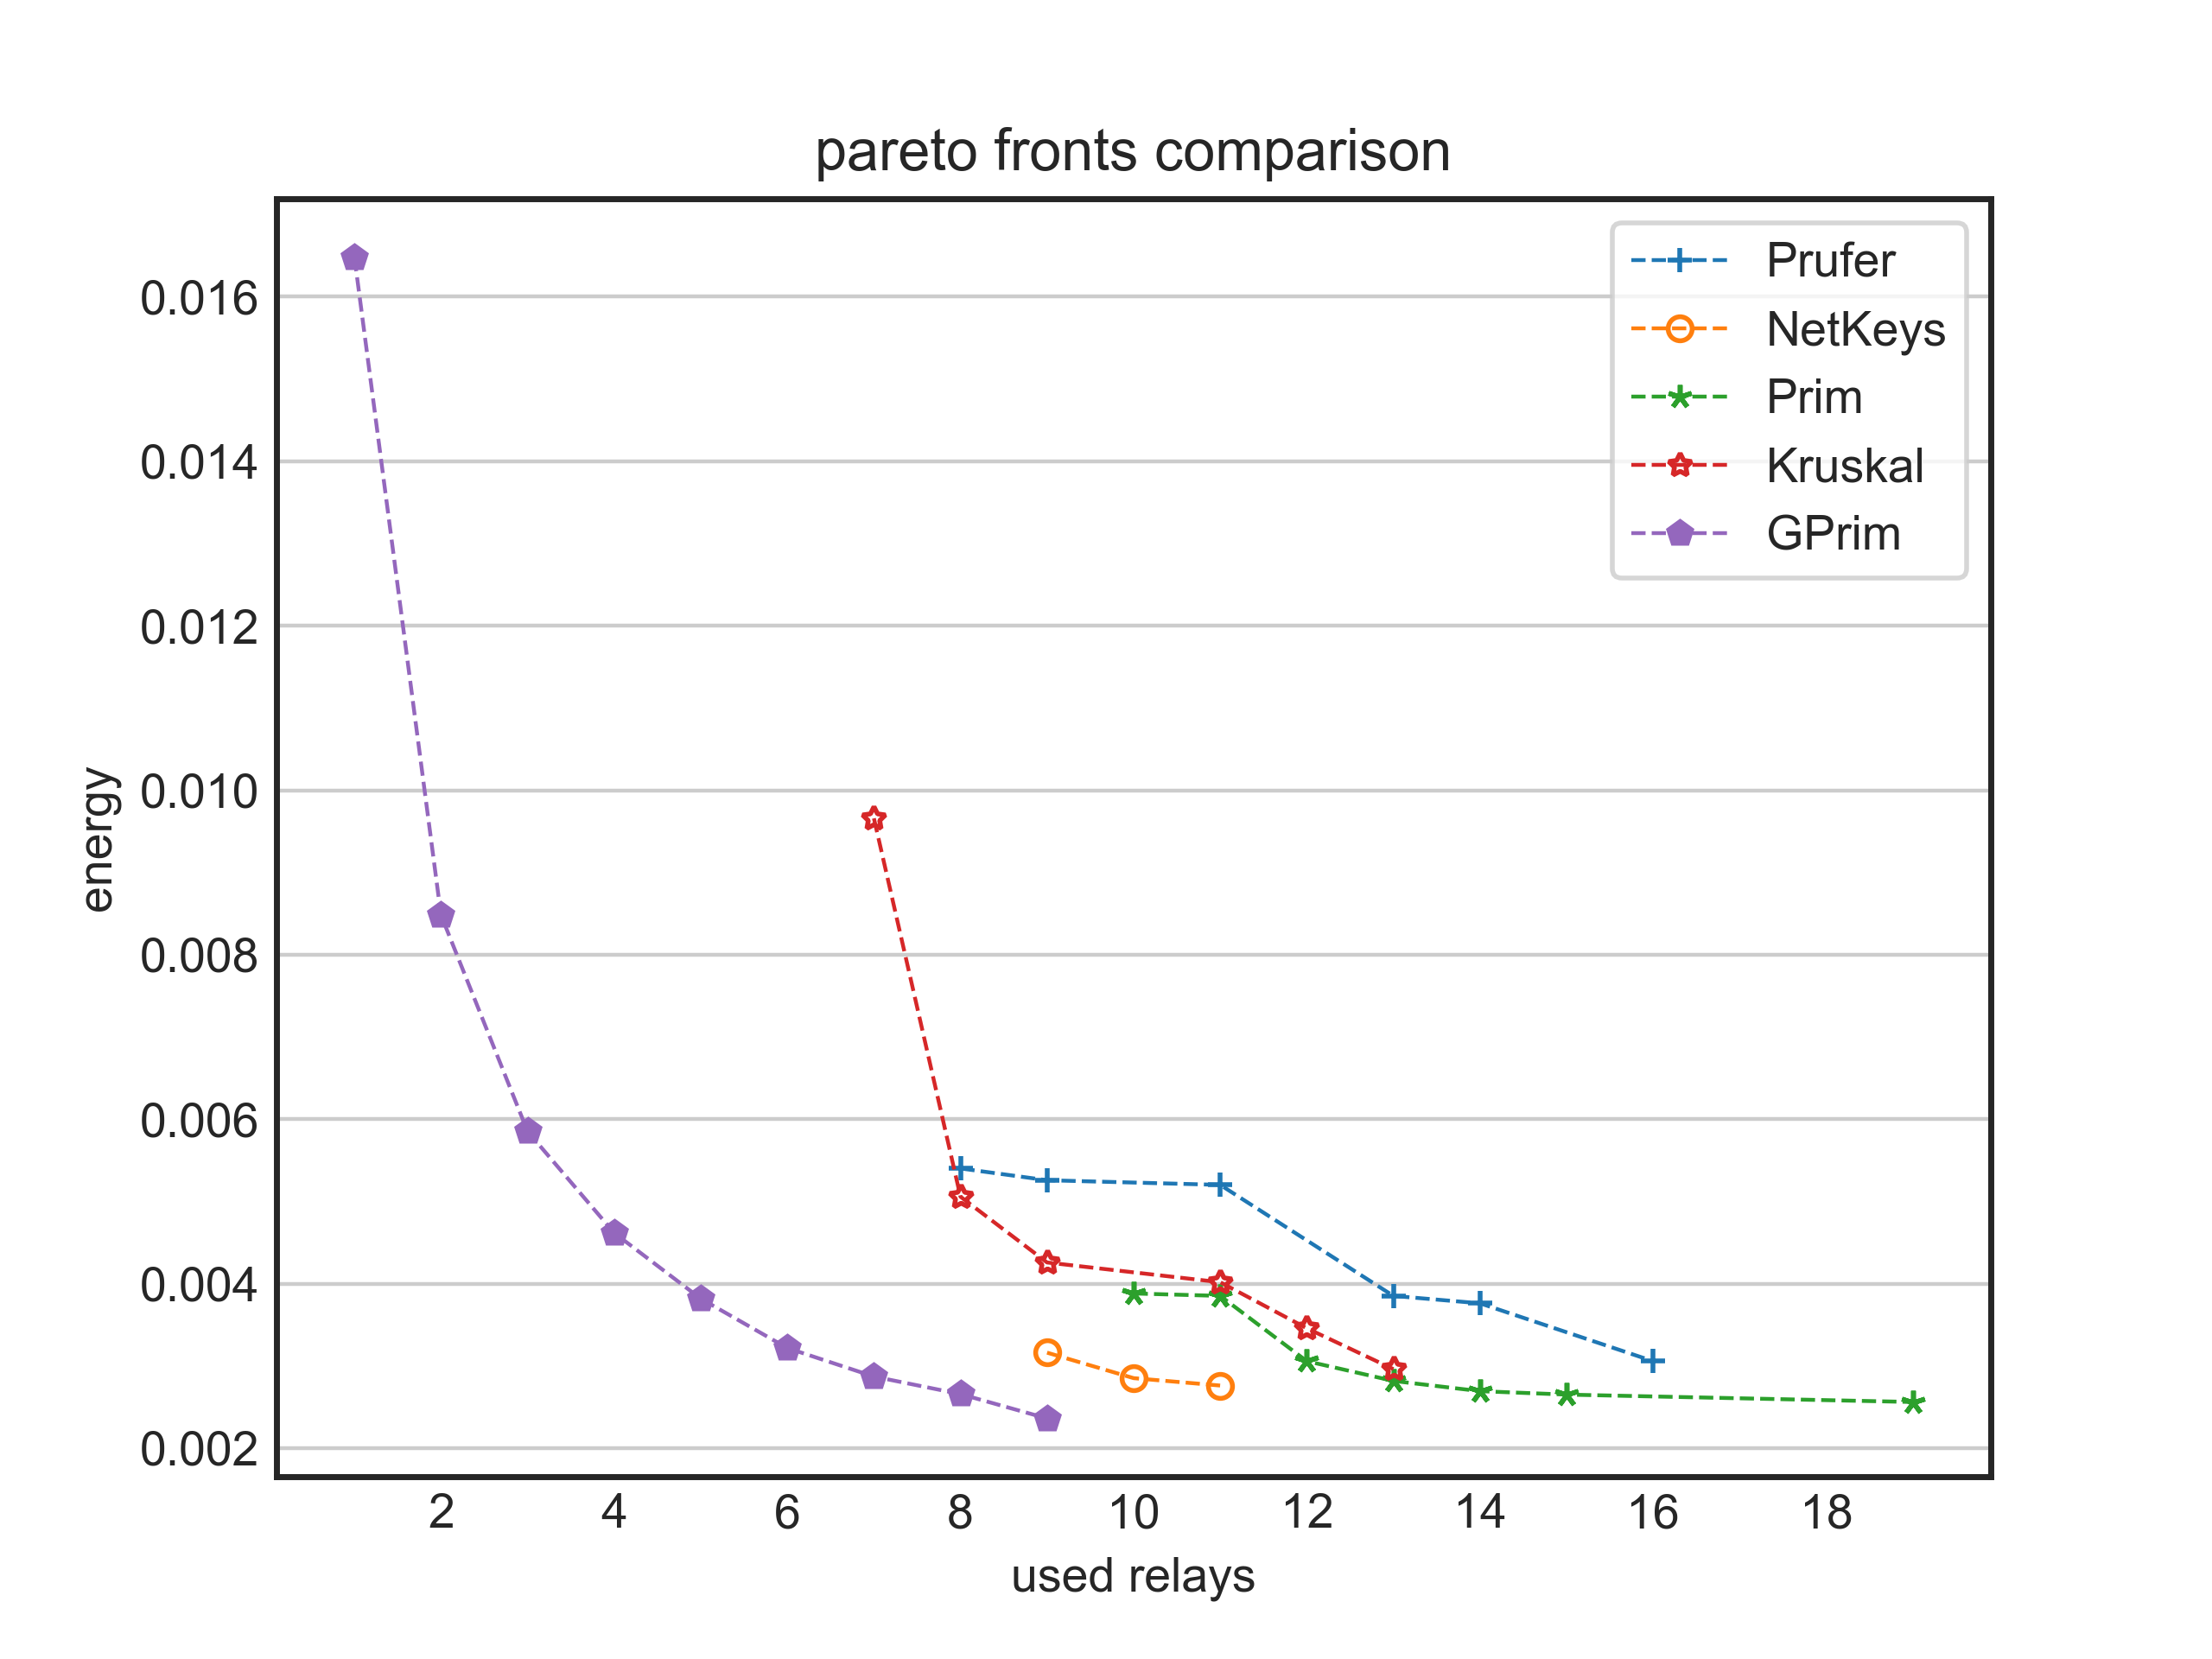 pareto fronts comparison
Prufer
NetKeys
Prim
Kruskal
GPrim
0.016
0.014
0.012
0.010
0.008
0.006
0.004
0.002
energy
2 4 6 8 10 12 14 16 18
used relays